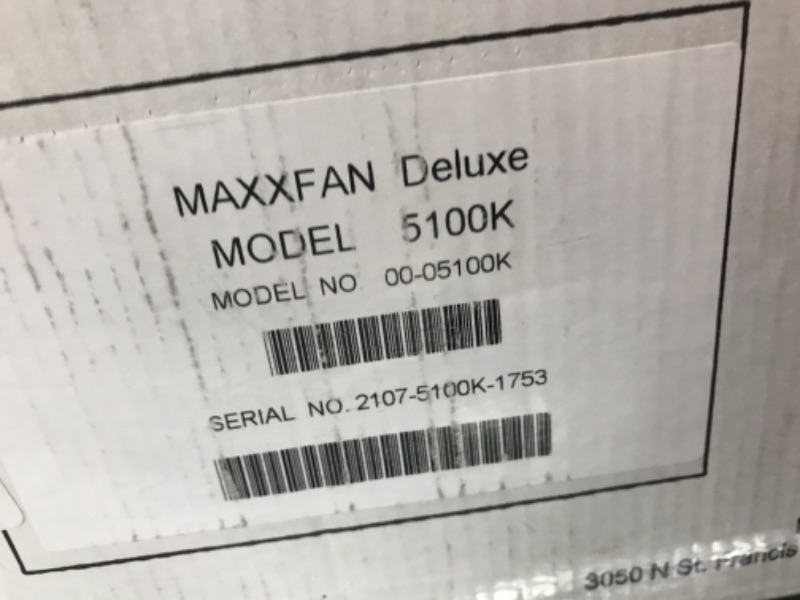 MAXXFAN Deluxe
MODEL 5100K
MODEL NO 00-05100K
SERIAL NO. 2107-5100K-1753
3050 N St. Francis